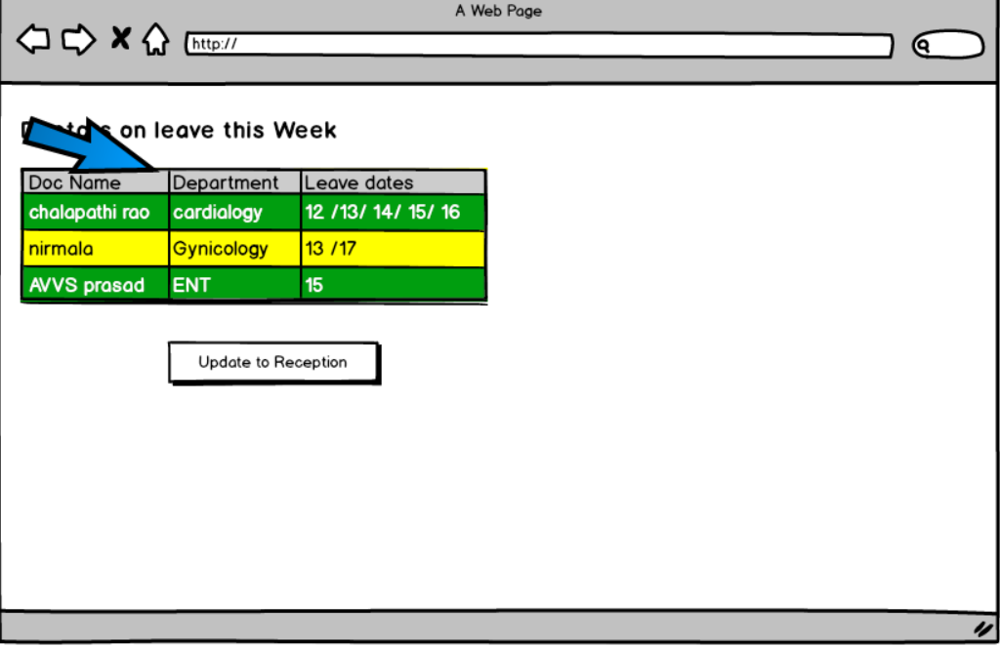 A Web Page
http://
on leave this Week
Doc Name Department Leave dates
chalapathi rao cardialogy 12 /13/ 14/ 15/ 16
nirmala Gynicology 13 /17
AVVS prasad ENT 15
Update to Reception